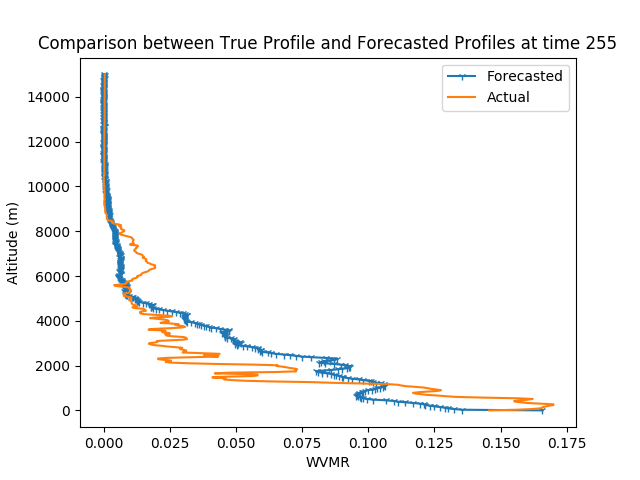 Comparison between True Profile and Forecasted Profiles at time 255
Forecasted
Actual
14000
12000
10000
8000
6000
4000
2000
0
Altitude (m)
0.000 0.025 0.050 0.075 0.100 0.125 0.150 0.175
WVMR